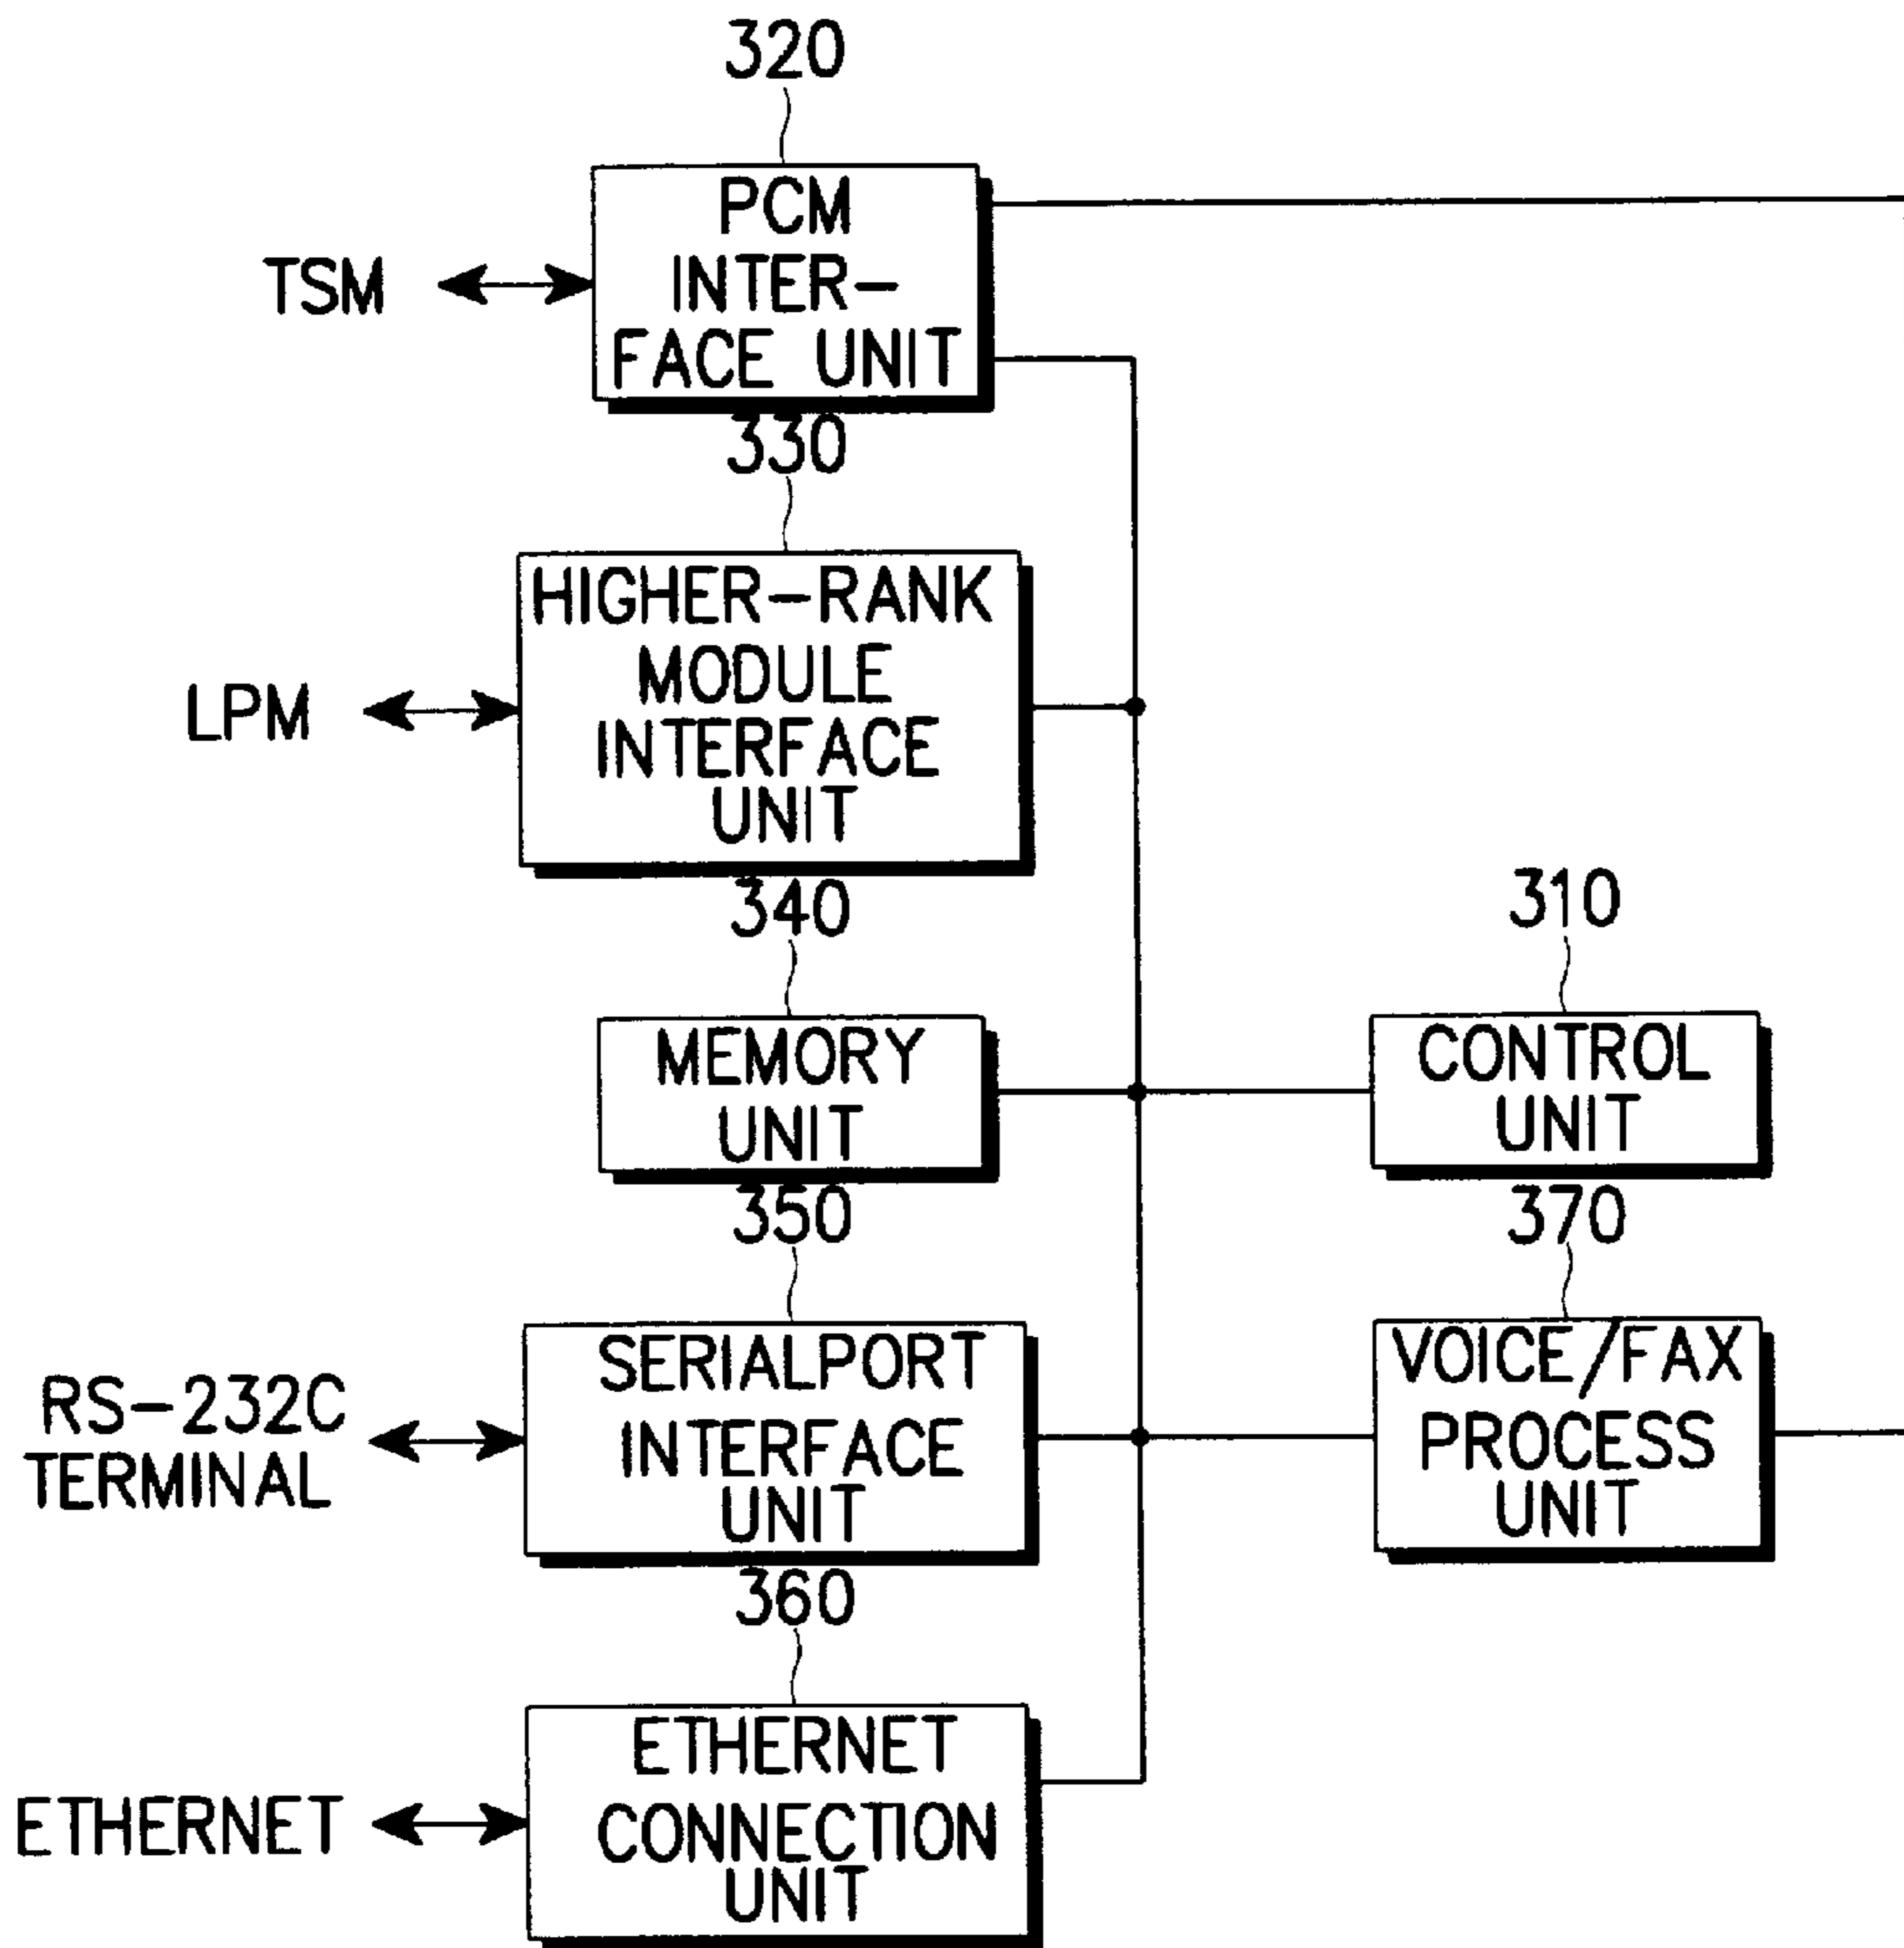 320
PCM
INTER-
FACE UNIT
TSM
330
HIGHER-RANK
MODULE
INTERFACE
UNIT
LPM
340
MEMORY
UNIT
310
CONTROL
UNIT
350
SERIALPORT
INTERFACE
UNIT
RS-232C
TERMINAL
370
VOICE/FAX
PROCESS
UNIT
360
ETHERNET
CONNECTION
UNIT
ETHERNET